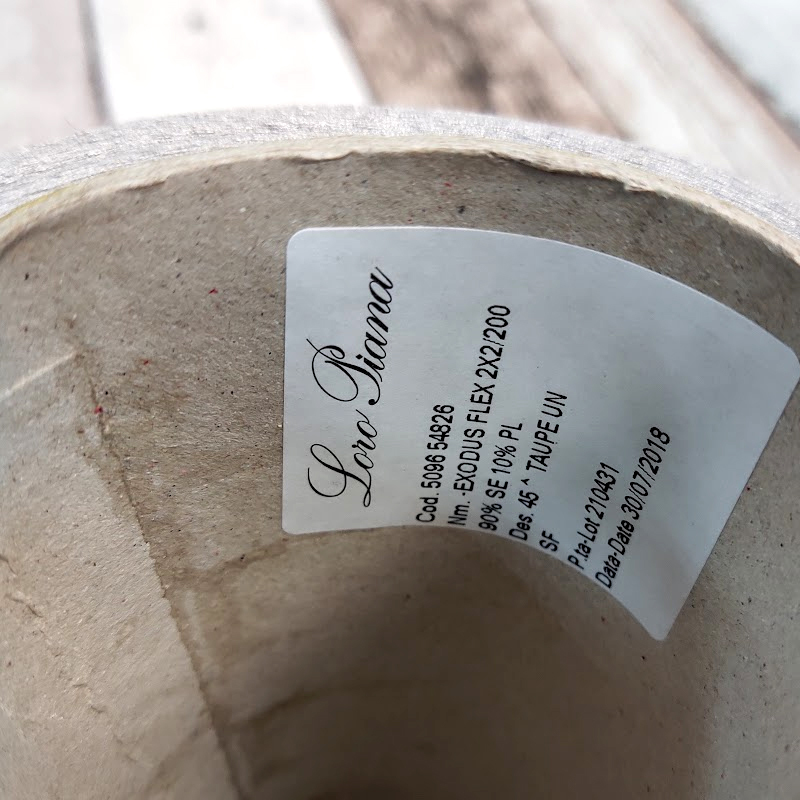 Loro Piana
Cod. 5096 54826
Nm. -EXODUS FLEX 2X2/200
90% SE 10% PL
Des. 45 ^ TAUPE UN
SF
P.ta-Lot 210431
Data-Date 30/07/2018